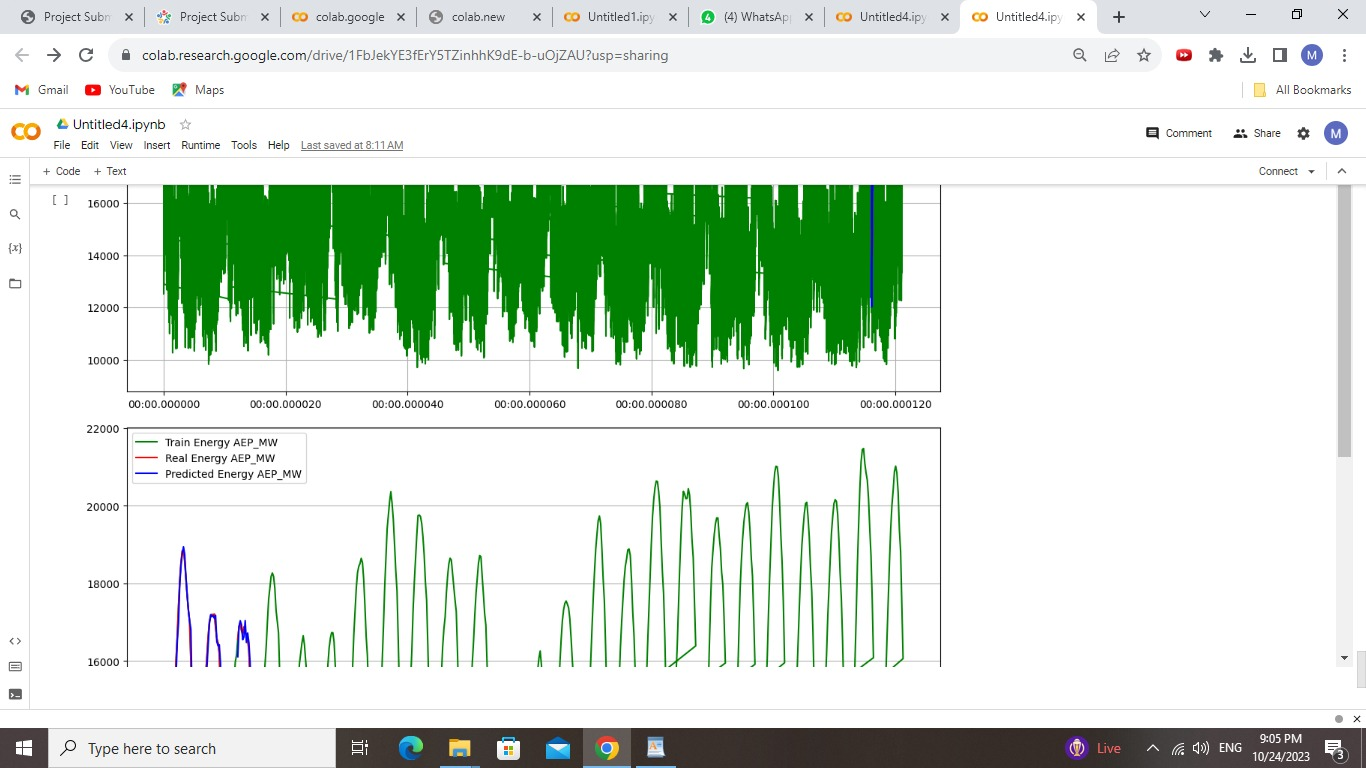 Project Subm
Project Subm
colab.google
colab.new
Untitled1.ipy
(4) WhatsApp
Untitled4.ipy
Untitled4.ipy
colab.research.google.com/drive/1FbJekYE3fErY5TZinhhK9dE-b-uOjZAU?usp=sharing
M
Gmail
YouTube
Maps
All Bookmarks
CO
Untitled4.ipynb
File Edit View Insert Runtime Tools Help Last saved at 8:11 AM
Comment
Share
M
+ Code + Text
Connect
[ ]
{x}
16000
14000
12000
10000
00:00.000000 00:00.000020 00:00.000040 00:00.000060 00:00.000080 00:00.000100 00:00.000120
22000
20000
18000
16000
Train Energy AEP_MW
Real Energy AEP_MW
Predicted Energy AEP_MW
Type here to search
Live
ENG
9:05 PM
10/24/2023
3